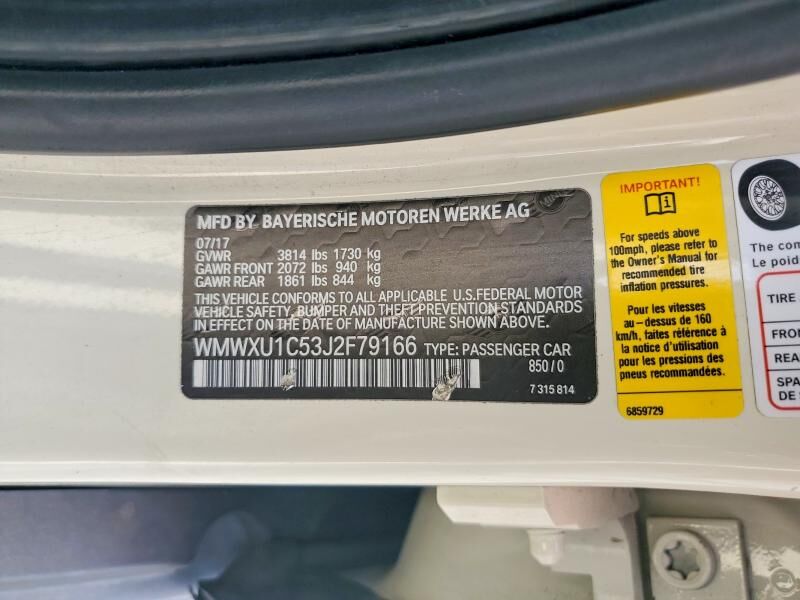 MFD BY BAYERISCHE MOTOREN WERKE AG
07/17
GVWR 3814 lbs 1730 kg
GAWR FRONT 2072 lbs 940 kg
GAWR REAR 1861 lbs 844 kg
THIS VEHICLE CONFORMS TO ALL APPLICABLE U.S.FEDERAL MOTOR
VEHICLE SAFETY, BUMPER AND THEFT PREVENTION STANDARDS
IN EFFECT ON THE DATE OF MANUFACTURE SHOWN ABOVE.
WMWXU1C53J2F79166 TYPE: PASSENGER CAR
850/0
7 315 814
IMPORTANT!
For speeds above
100mph, please refer to
the Owner's Manual for
recommended tire
inflation pressures.
Pour les vitesses
au-dessus de 160
km/h, faites référence à
la notice d'utilisation
pour les pressions des
pneus recommandées.
6859729
The com
Le poid
TIRE
FRON
REA
SPA
DE S